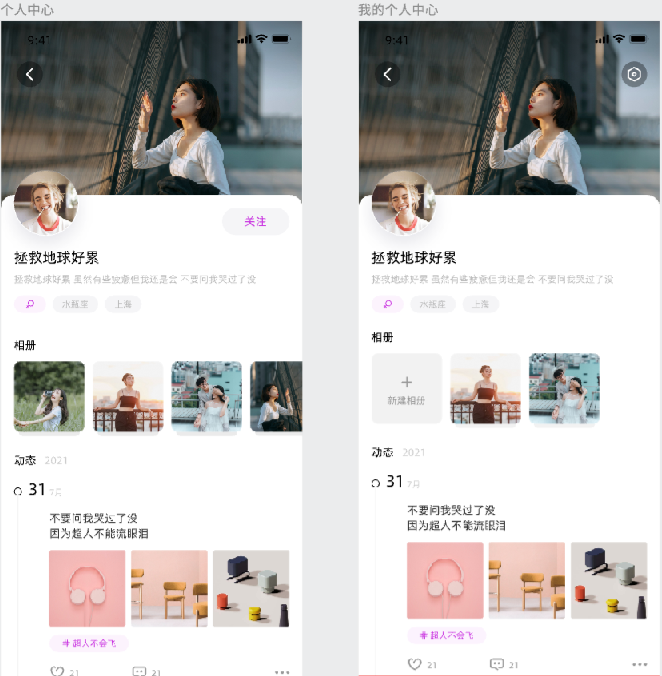 个人中心
9:41
关注
拯救地球好累
拯救地球好累 虽然有些疲惫但我还是会 不要问我哭过了没
水瓶座 上海
相册
动态 2021
31 7月
不要问我哭过了没
因为超人不能流眼泪
# 超人不会飞
21 21
我的个人中心
9:41
拯救地球好累
拯救地球好累 虽然有些疲惫但我还是会 不要问我哭过了没
水瓶座 上海
相册
新建相册
动态 2021
31 7月
不要问我哭过了没
因为超人不能流眼泪
# 超人不会飞
21 21